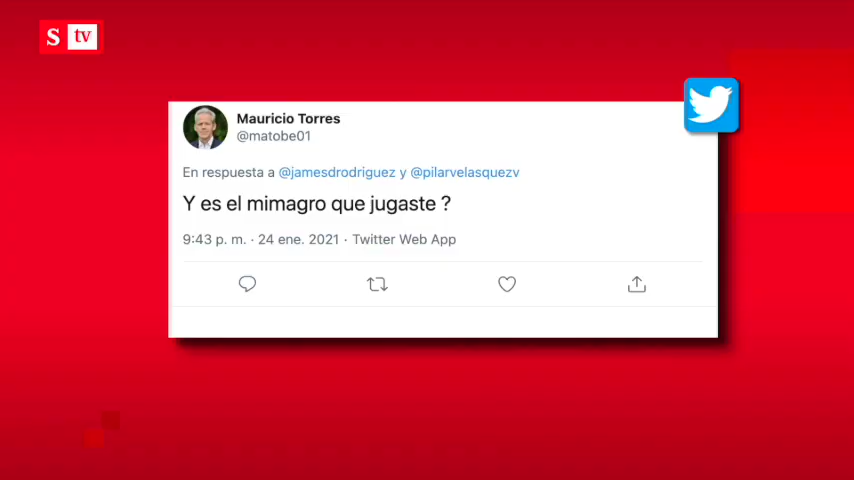 S tv
Mauricio Torres
@matobe01
En respuesta a @jamesdrodriguez y @pilarvelasquezv
Y es el mimagro que jugaste ?
9:43 p. m. · 24 ene. 2021 · Twitter Web App